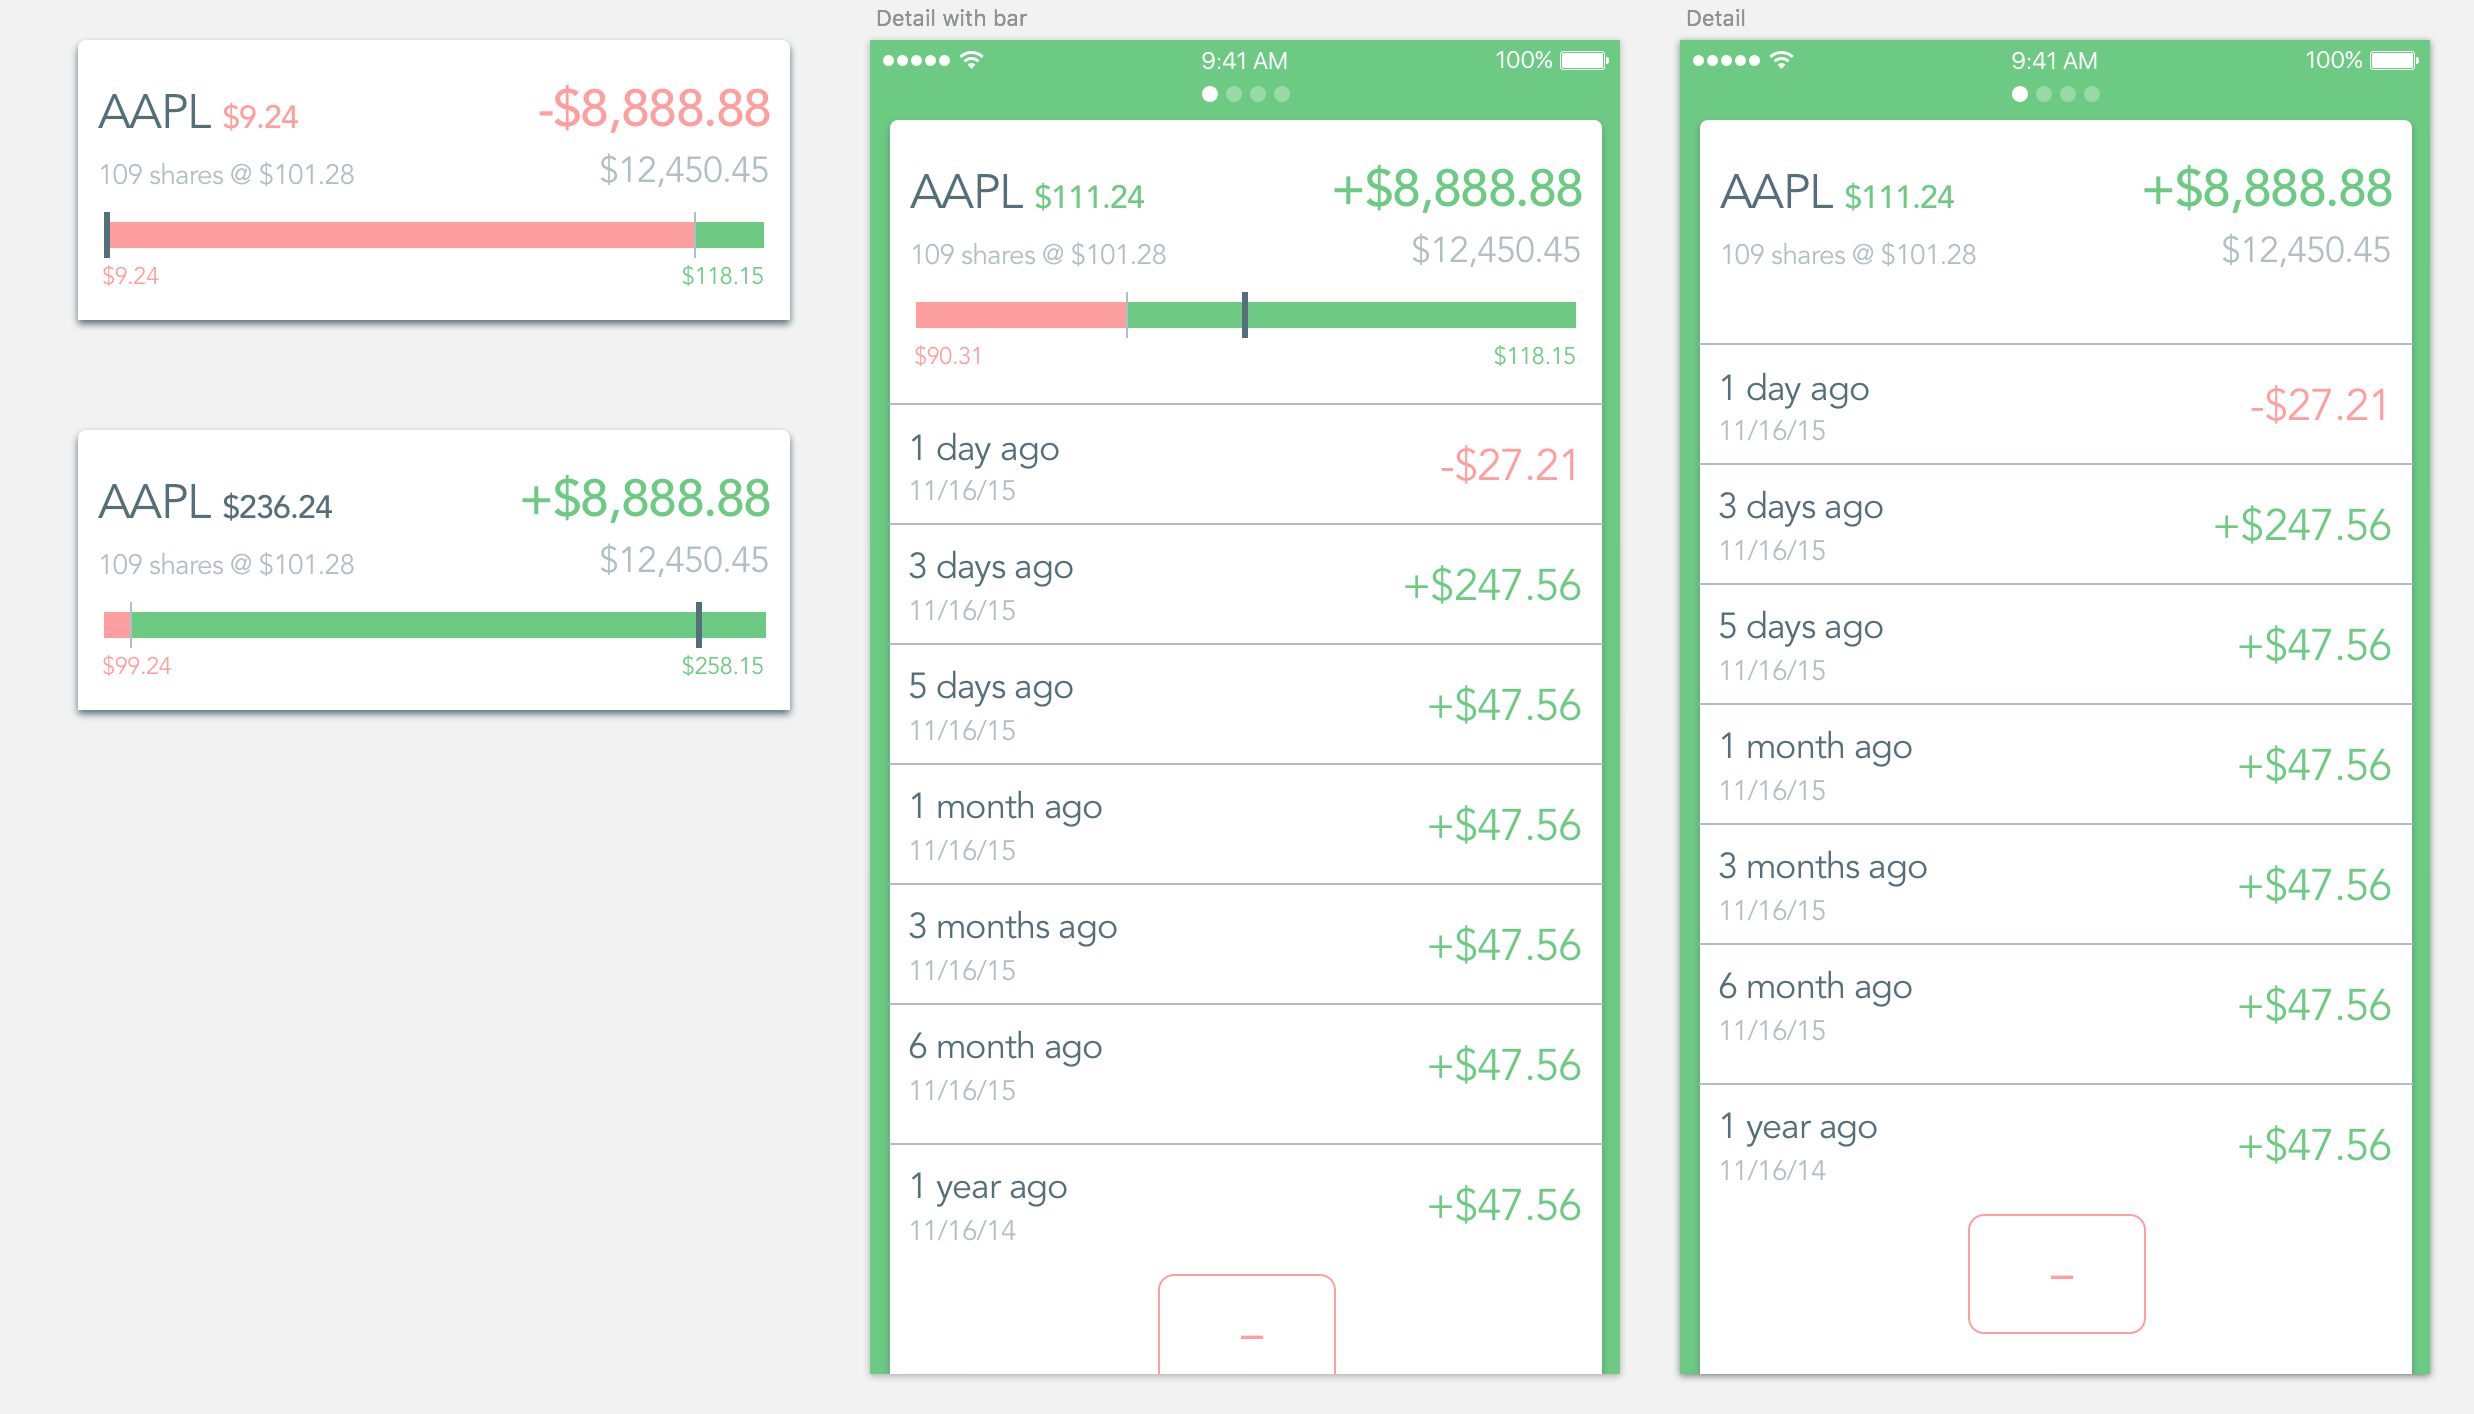 AAPL $9.24 -$8,888.88
109 shares @ $101.28 $12,450.45
$9.24 $118.15
AAPL $236.24 +$8,888.88
109 shares @ $101.28 $12,450.45
$99.24 $258.15
Detail with bar
9:41 AM 100%
AAPL $111.24 +$8,888.88
109 shares @ $101.28 $12,450.45
$90.31 $118.15
1 day ago -$27.21
11/16/15
3 days ago +$247.56
11/16/15
5 days ago +$47.56
11/16/15
1 month ago +$47.56
11/16/15
3 months ago +$47.56
11/16/15
6 month ago +$47.56
11/16/15
1 year ago +$47.56
11/16/14
–
Detail
9:41 AM 100%
AAPL $111.24 +$8,888.88
109 shares @ $101.28 $12,450.45
1 day ago -$27.21
11/16/15
3 days ago +$247.56
11/16/15
5 days ago +$47.56
11/16/15
1 month ago +$47.56
11/16/15
3 months ago +$47.56
11/16/15
6 month ago +$47.56
11/16/15
1 year ago +$47.56
11/16/14
–